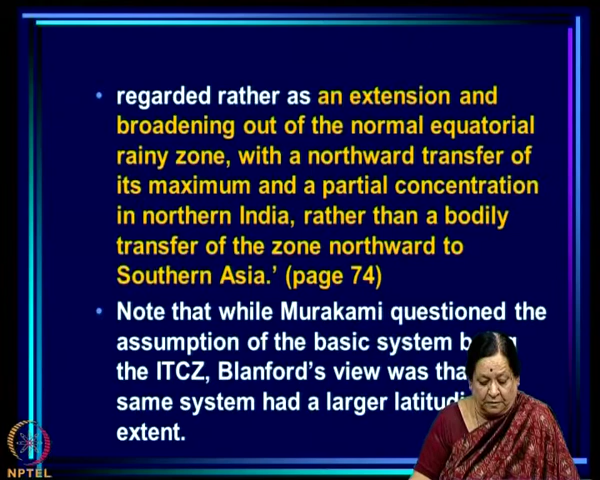 • regarded rather as an extension and
broadening out of the normal equatorial
rainy zone, with a northward transfer of
its maximum and a partial concentration
in northern India, rather than a bodily
transfer of the zone northward to
Southern Asia.' (page 74)
• Note that while Murakami questioned the
assumption of the basic system
the ITCZ, Blanford's view was
same system had a larger
extent.
NPTEL